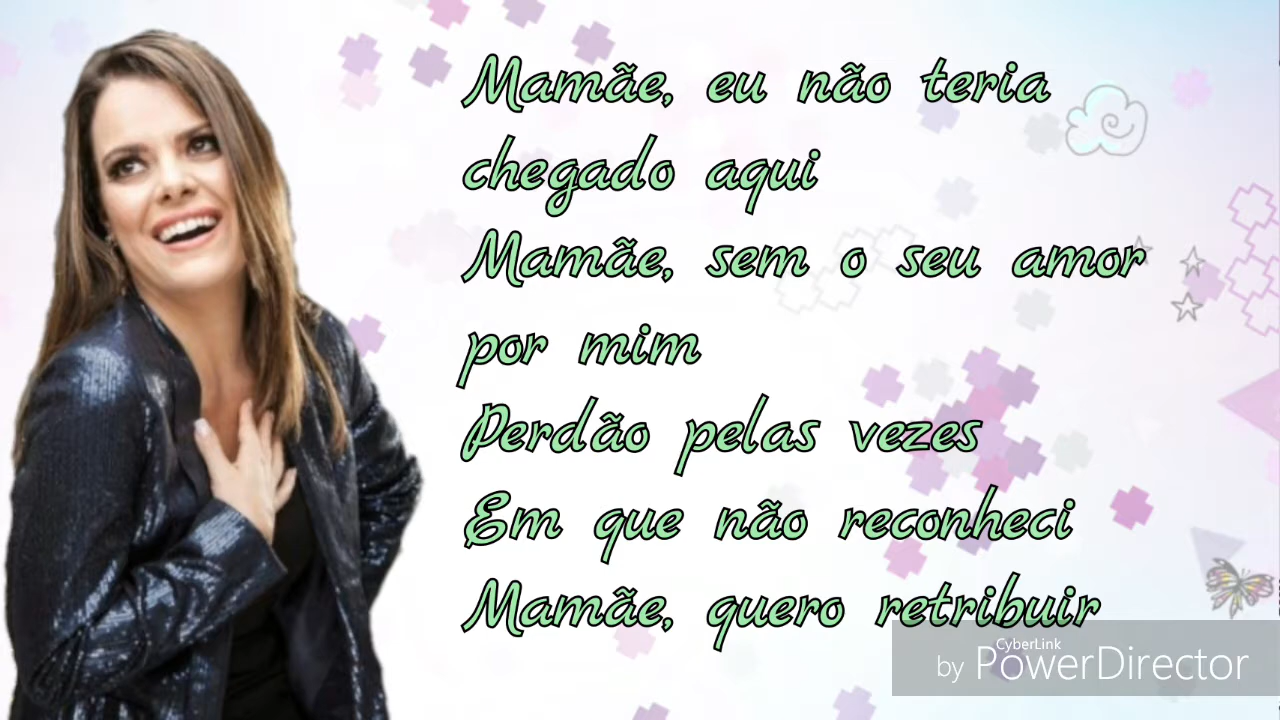 Mamãe, eu não teria
chegado aqui
Mamãe, sem o seu amor
por mim
Perdão pelas vezes
Em que não reconheci
Mamãe, quero retribuir
CyberLink
by PowerDirector